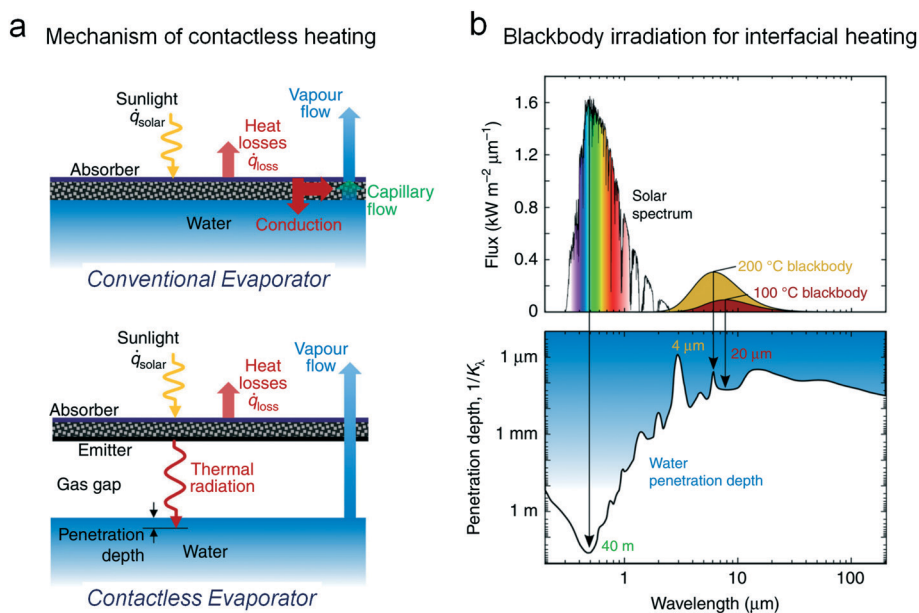 a Mechanism of contactless heating
Sunlight
q̇solar
Vapour
flow
Heat
losses
q̇loss
Absorber
Capillary
flow
Water
Conduction
Conventional Evaporator
Sunlight
q̇solar
Vapour
flow
Heat
losses
q̇loss
Absorber
Emitter
Gas gap
Thermal
radiation
Penetration
depth
Water
Contactless Evaporator
b Blackbody irradiation for interfacial heating
Flux (kW m⁻² μm⁻¹)
1.6
1.2
0.8
0.4
0
Solar
spectrum
200 °C blackbody
100 °C blackbody
Penetration depth, 1/Kλ
1 μm
1 mm
1 m
4 μm
20 μm
Water
penetration depth
40 m
1
10
100
Wavelength (μm)